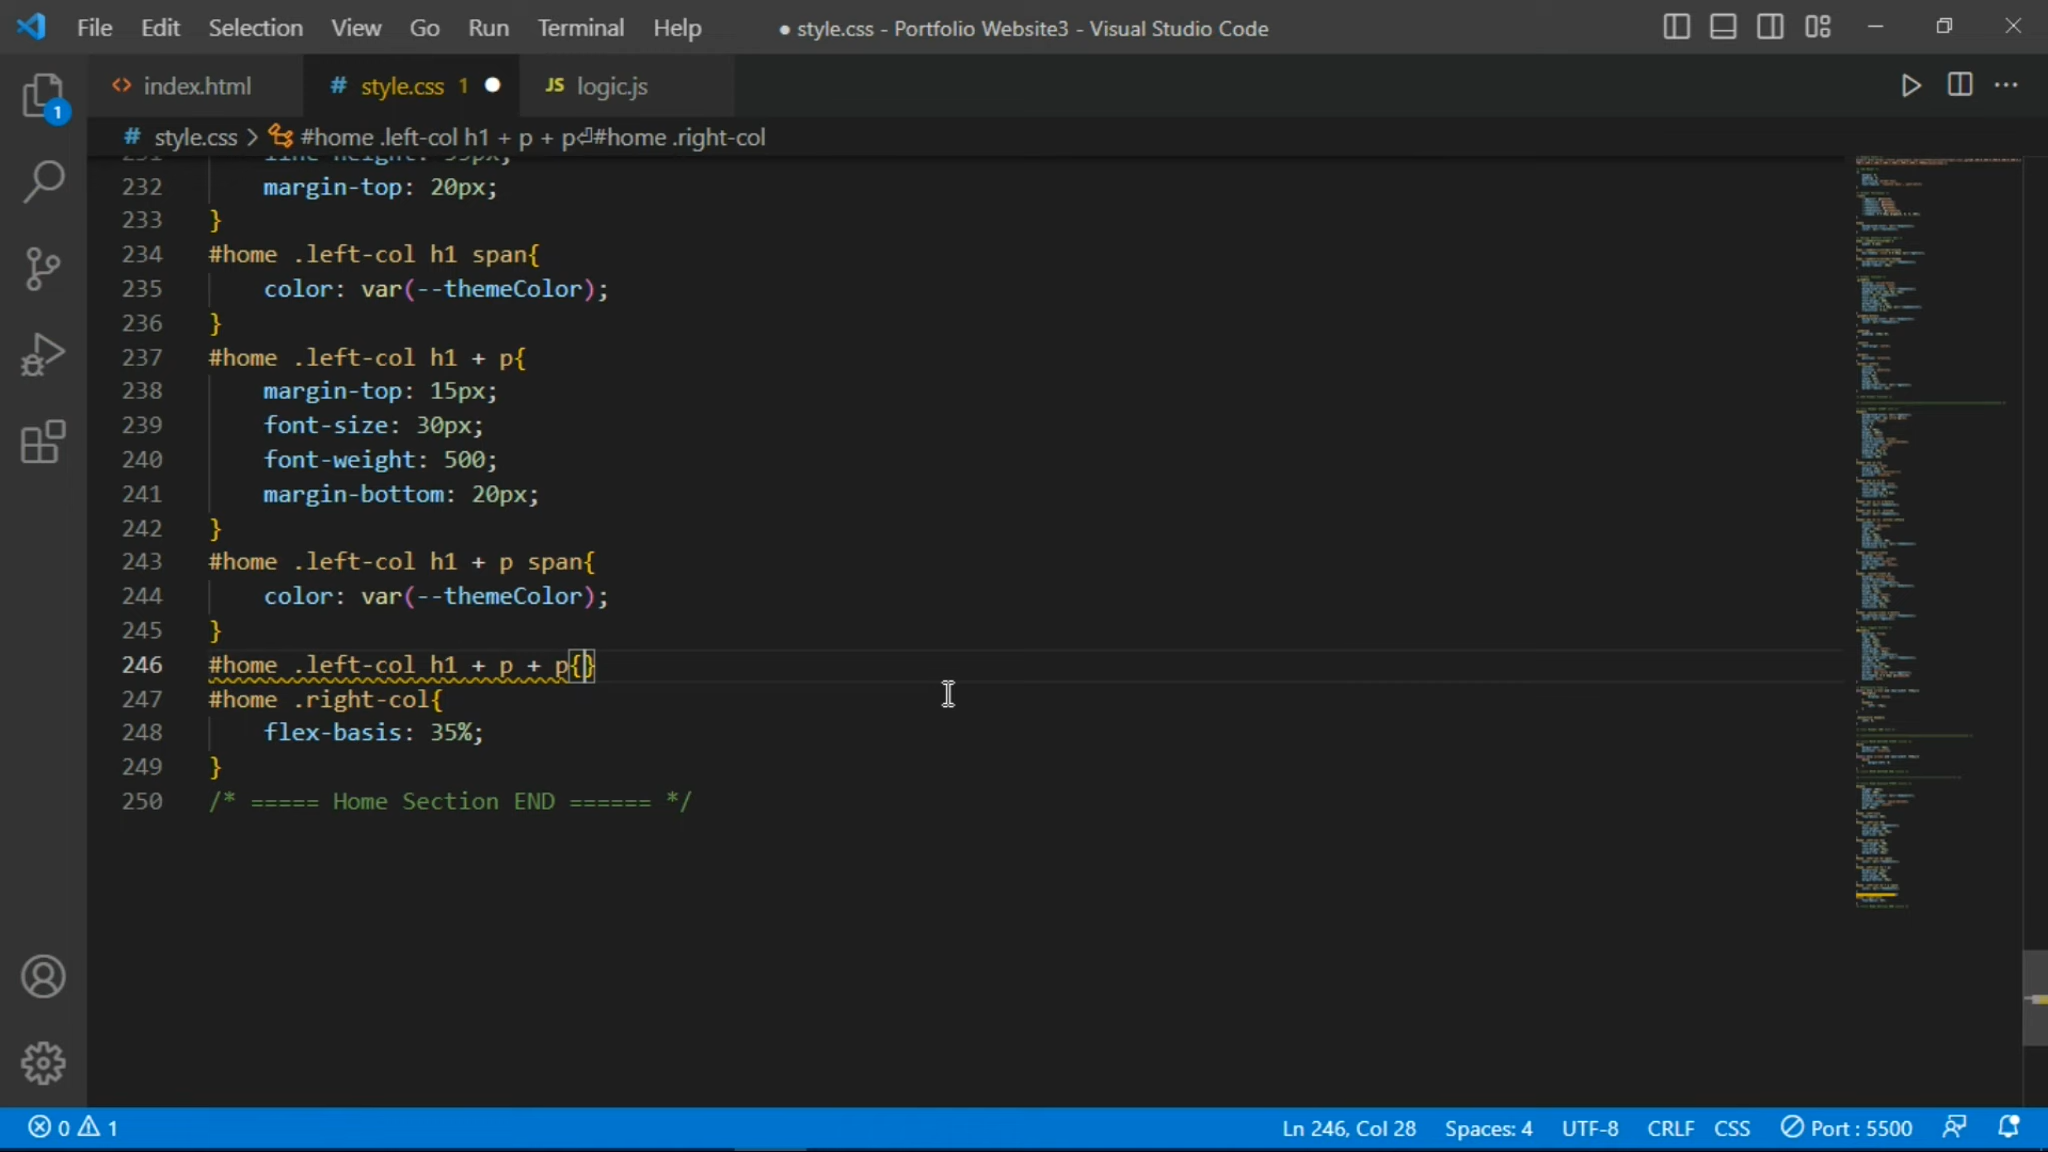 File Edit Selection View Go Run Terminal Help ● style.css - Portfolio Website3 - Visual Studio Code
<> index.html # style.css 1 ● JS logic.js
# style.css > #home .left-col h1 + p + p⏎#home .right-col
1
232 margin-top: 20px;
233 }
234 #home .left-col h1 span{
235 color: var(--themeColor);
236 }
237 #home .left-col h1 + p{
238 margin-top: 15px;
239 font-size: 30px;
240 font-weight: 500;
241 margin-bottom: 20px;
242 }
243 #home .left-col h1 + p span{
244 color: var(--themeColor);
245 }
246 #home .left-col h1 + p + p{}
247 #home .right-col{
248 flex-basis: 35%;
249 }
250 /* ===== Home Section END ====== */
0 1 Ln 246, Col 28 Spaces: 4 UTF-8 CRLF CSS Port : 5500